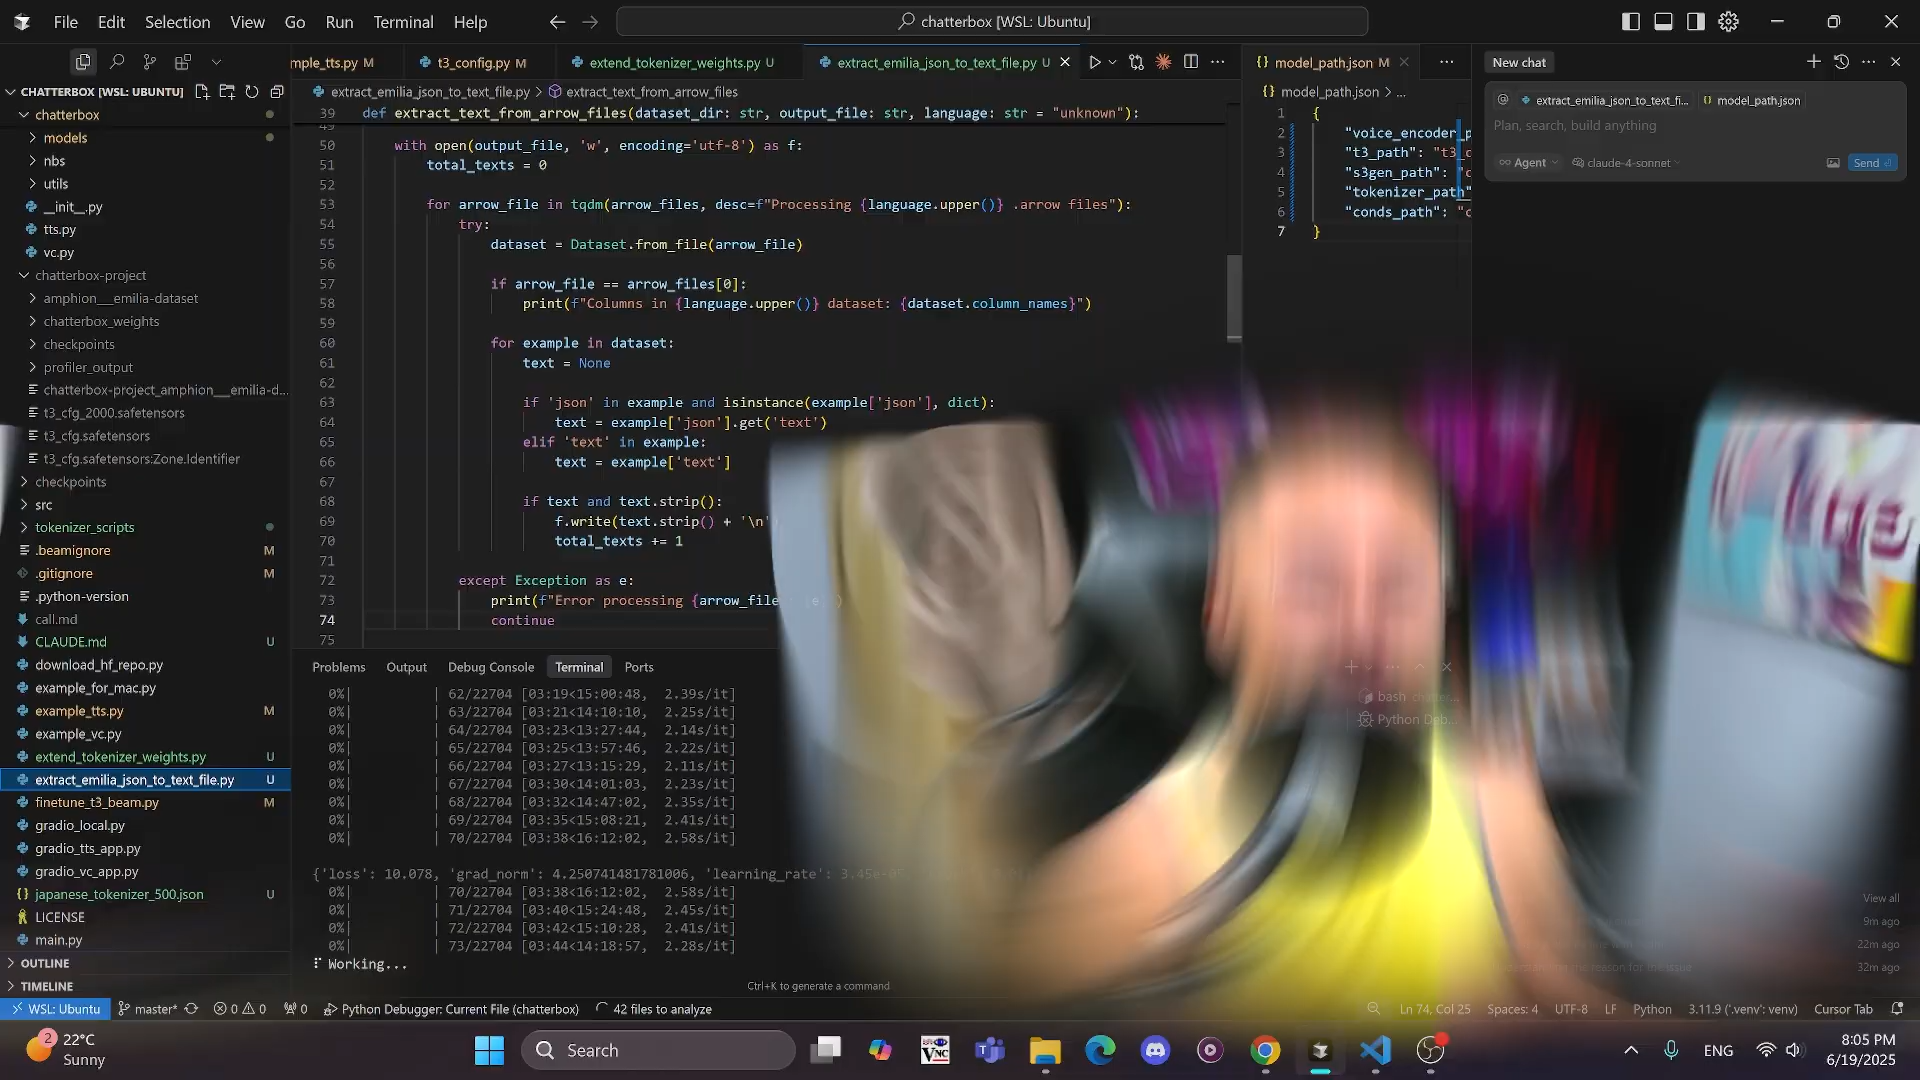 File Edit Selection View Go Run Terminal Help
chatterbox [WSL: Ubuntu]
CHATTERBOX [WSL: UBUNTU]
chatterbox
models
nbs
utils
__init__.py
tts.py
vc.py
chatterbox-project
amphion___emilia-dataset
chatterbox_weights
checkpoints
profiler_output
chatterbox-project_amphion___emilia-d...
t3_cfg_2000.safetensors
t3_cfg.safetensors
t3_cfg.safetensors:Zone.Identifier
checkpoints
src
tokenizer_scripts
.beamignore M
.gitignore M
.python-version
call.md
CLAUDE.md U
download_hf_repo.py
example_for_mac.py
example_tts.py M
example_vc.py
extend_tokenizer_weights.py U
extract_emilia_json_to_text_file.py U
finetune_t3_beam.py M
gradio_local.py
gradio_tts_app.py
gradio_vc_app.py
japanese_tokenizer_500.json U
LICENSE
main.py
OUTLINE
TIMELINE
mple_tts.py M t3_config.py M extend_tokenizer_weights.py U extract_emilia_json_to_text_file.py U
extract_emilia_json_to_text_file.py > extract_text_from_arrow_files
39 def extract_text_from_arrow_files(dataset_dir: str, output_file: str, language: str = "unknown"):
50 with open(output_file, 'w', encoding='utf-8') as f:
51 total_texts = 0
52
53 for arrow_file in tqdm(arrow_files, desc=f"Processing {language.upper()} .arrow files"):
54 try:
55 dataset = Dataset.from_file(arrow_file)
56
57 if arrow_file == arrow_files[0]:
58 print(f"Columns in {language.upper()} dataset: {dataset.column_names}")
59
60 for example in dataset:
61 text = None
62
63 if 'json' in example and isinstance(example['json'], dict):
64 text = example['json'].get('text')
65 elif 'text' in example:
66 text = example['text']
67
68 if text and text.strip():
69 f.write(text.strip() + '\n'
70 total_texts += 1
71
72 except Exception as e:
73 print(f"Error processing {arrow_file
74 continue
75
model_path.json M
model_path.json > ...
1 {
2 "voice_encoder_p
3 "t3_path": "t3_c
4 "s3gen_path": "c
5 "tokenizer_path"
6 "conds_path": "c
7 }
New chat
@ extract_emilia_json_to_text_fi... model_path.json
Plan, search, build anything
Agent claude-4-sonnet Send
Problems Output Debug Console Terminal Ports
bash
Python Deb...
0%| | 62/22704 [03:19<15:00:48, 2.39s/it]
0%| | 63/22704 [03:21<14:10:10, 2.25s/it]
0%| | 64/22704 [03:23<13:27:44, 2.14s/it]
0%| | 65/22704 [03:25<13:57:46, 2.22s/it]
0%| | 66/22704 [03:27<13:15:29, 2.11s/it]
0%| | 67/22704 [03:30<14:01:03, 2.23s/it]
0%| | 68/22704 [03:32<14:47:02, 2.35s/it]
0%| | 69/22704 [03:35<15:08:21, 2.41s/it]
0%| | 70/22704 [03:38<16:12:02, 2.58s/it]
{'loss': 10.078, 'grad_norm': 4.250741481781006, 'learning_rate': 3.45e-05
0%| | 70/22704 [03:38<16:12:02, 2.58s/it]
0%| | 71/22704 [03:40<15:24:48, 2.45s/it]
0%| | 72/22704 [03:42<15:10:28, 2.41s/it]
0%| | 73/22704 [03:44<14:18:57, 2.28s/it]
Working...
Ctrl+K to generate a command
View all
9m ago
22m ago
32m ago
WSL: Ubuntu master* 0 0 0 Python Debugger: Current File (chatterbox) 42 files to analyze Ln 74, Col 25 Spaces: 4 UTF-8 LF Python 3.11.9 ('.venv': venv) Cursor Tab
2 22°C
Sunny
Search
VNC
ENG
8:05 PM
6/19/2025